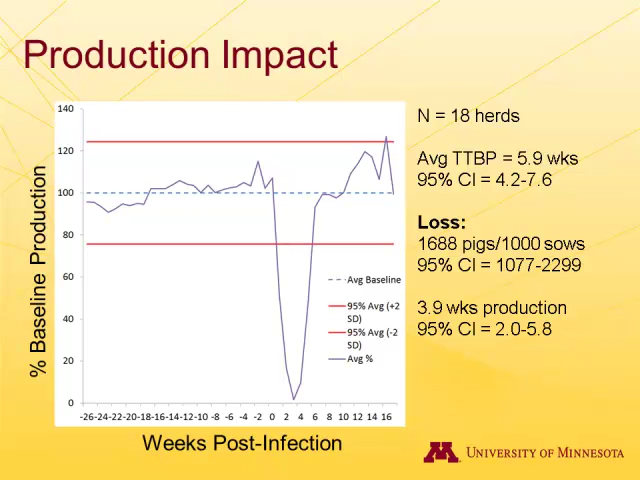 Production Impact
140
120
100
80
60
40
20
0
% Baseline Production
-26-24-22-20-18-16-14-12-10 -8 -6 -4 -2 0 2 4 6 8 10 12 14 16
Weeks Post-Infection
Avg Baseline
95% Avg (+2
SD)
95% Avg (-2
SD)
Avg %
N = 18 herds
Avg TTBP = 5.9 wks
95% CI = 4.2-7.6
Loss:
1688 pigs/1000 sows
95% CI = 1077-2299
3.9 wks production
95% CI = 2.0-5.8
M UNIVERSITY OF MINNESOTA